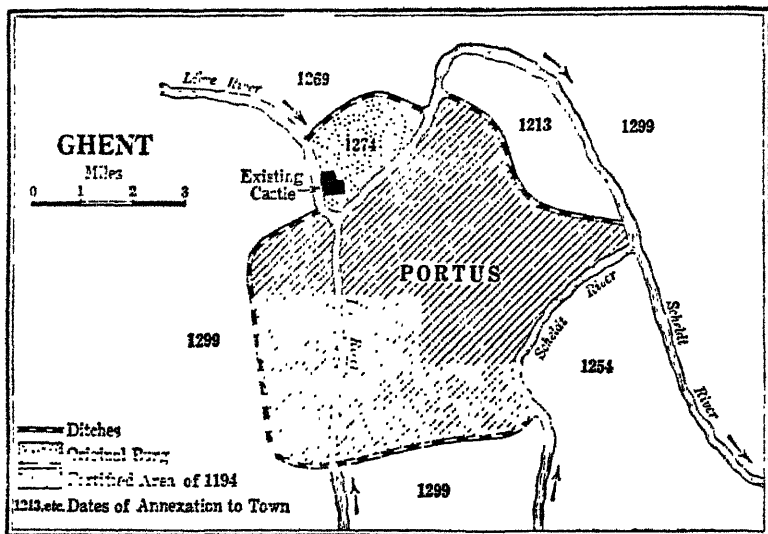 Liève River
1269
1213
1299
GHENT
Miles
0 1 2 3
1274
Existing
Castle
PORTUS
Scheldt River
1299
1254
Scheldt River
Ditches
Original Burg
Fortified Area of 1194
1213, etc. Dates of Annexation to Town
1299